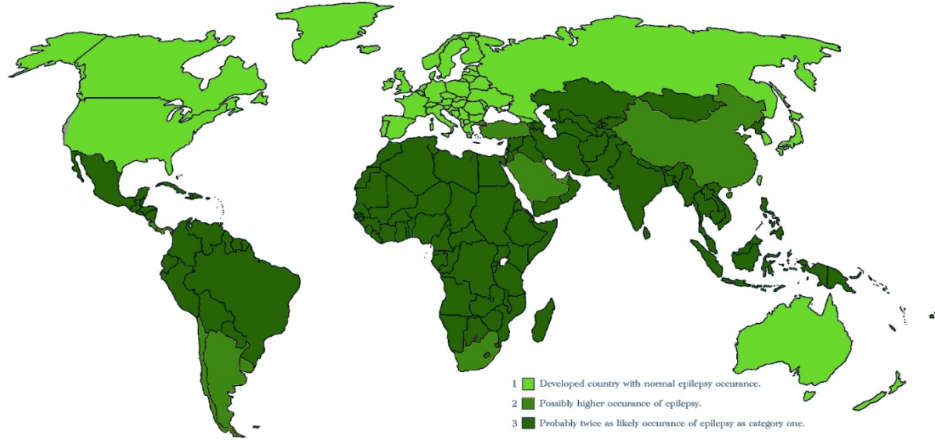 1 Developed country with normal epilepsy occurance.
2 Possibly higher occurance of epilepsy.
3 Probably twice as likely occurance of epilepsy as category one.